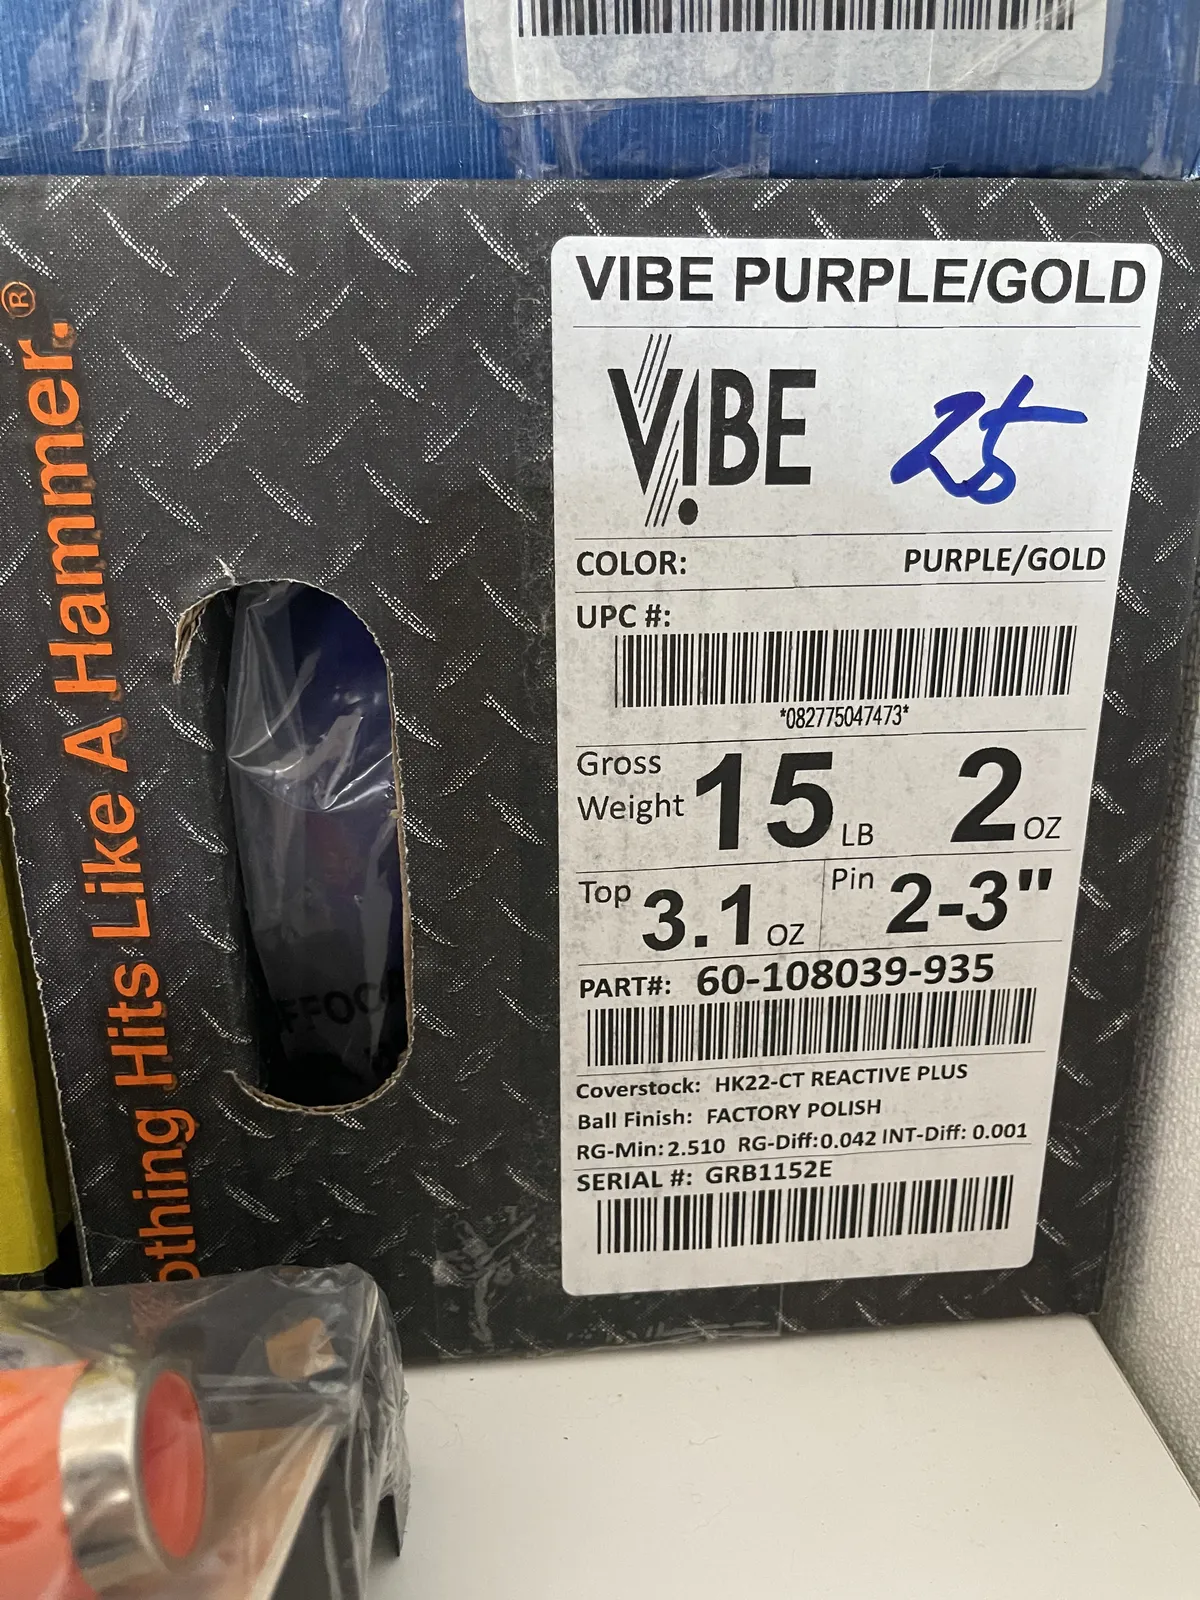 Nothing Hits Like A Hammer.®
VIBE PURPLE/GOLD
VIBE
25
COLOR: PURPLE/GOLD
UPC #:
*082775047473*
Gross Weight 15 LB 2 OZ
Top 3.1 OZ Pin 2-3"
PART#: 60-108039-935
Coverstock: HK22-CT REACTIVE PLUS
Ball Finish: FACTORY POLISH
RG-Min: 2.510 RG-Diff: 0.042 INT-Diff: 0.001
SERIAL #: GRB1152E